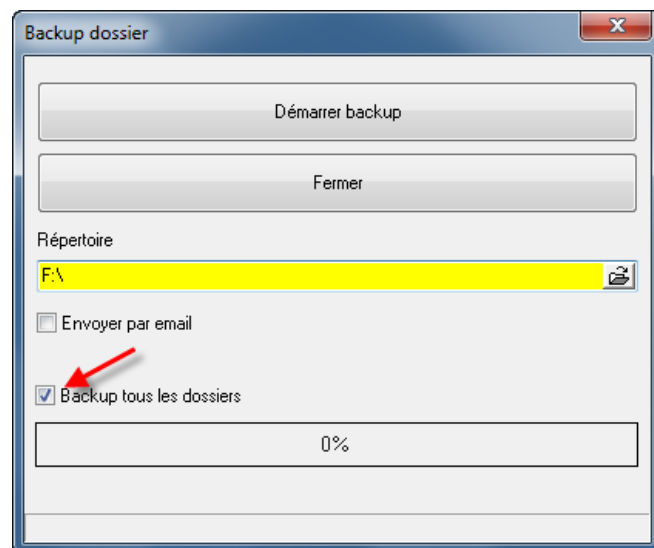 Backup dossier
Démarrer backup
Fermer
Répertoire
F:\
Envoyer par email
Backup tous les dossiers
0%